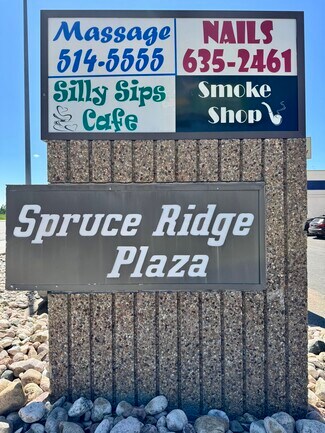 Massage
514-5555
NAILS
635-2461
Silly Sips
Cafe
Smoke
Shop
Spruce Ridge
Plaza